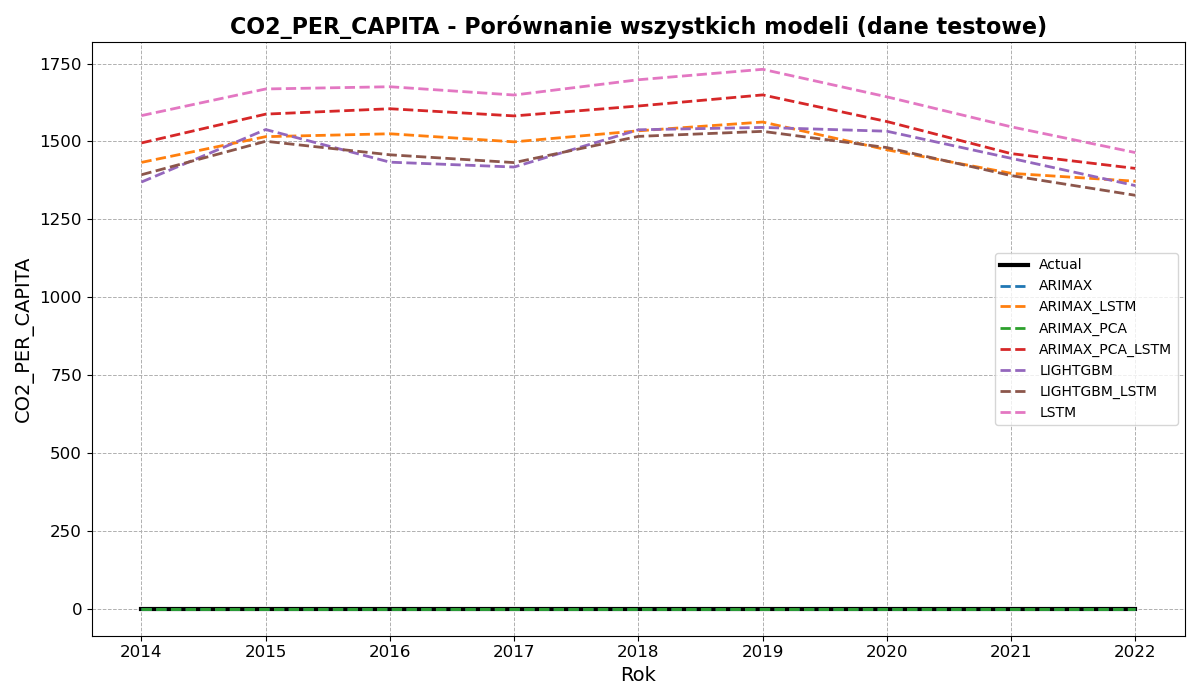 CO2_PER_CAPITA - Porównanie wszystkich modeli (dane testowe)
CO2_PER_CAPITA
1750
1500
1250
1000
750
500
250
0
Actual
ARIMAX
ARIMAX_LSTM
ARIMAX_PCA
ARIMAX_PCA_LSTM
LIGHTGBM
LIGHTGBM_LSTM
LSTM
2014 2015 2016 2017 2018 2019 2020 2021 2022
Rok